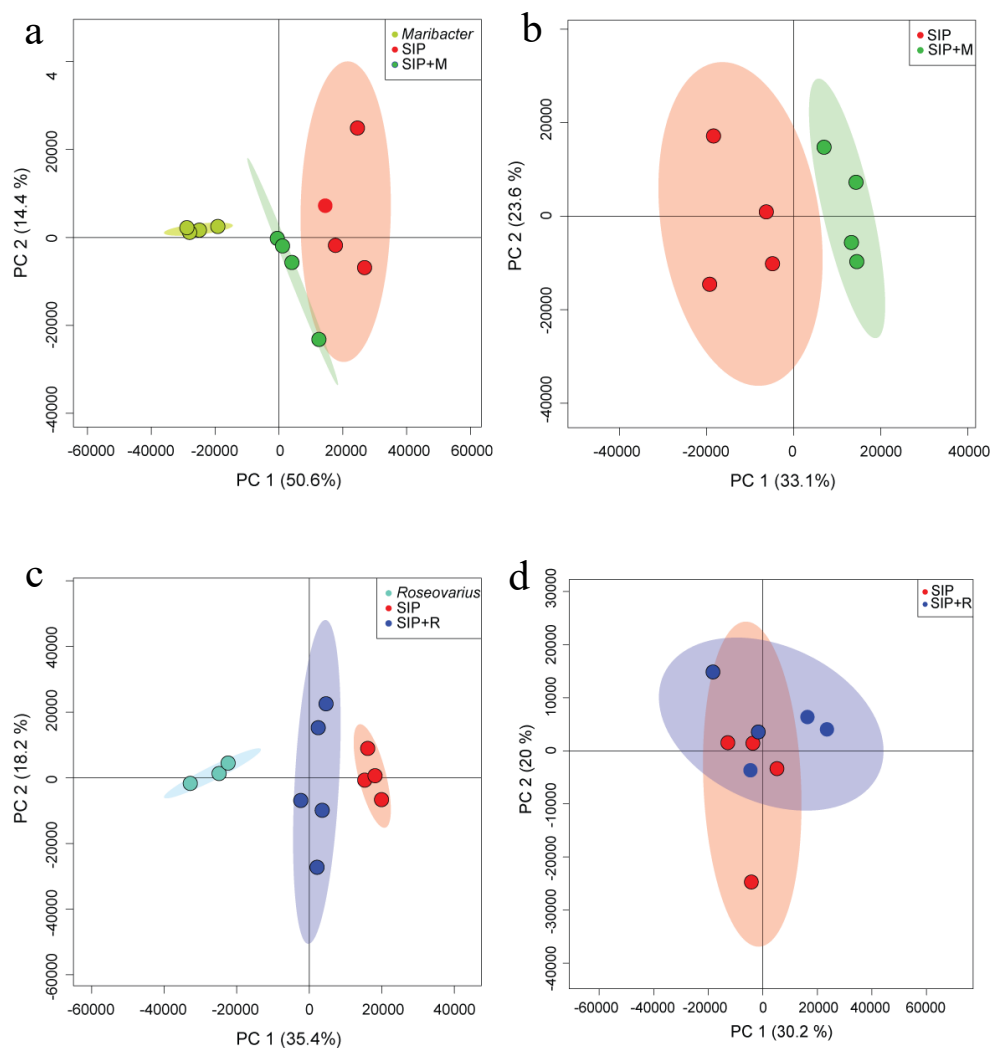 a
Maribacter
SIP
SIP+M
4
20000
0
-20000
-40000
PC 2 (14.4 %)
-60000 -40000 -20000 0 20000 40000 60000
PC 1 (50.6%)
b
SIP
SIP+M
20000
0
-20000
-40000
PC 2 (23.6 %)
-40000 -20000 0 20000 40000
PC 1 (33.1%)
c
Roseovarius
SIP
SIP+R
40000
20000
0
-20000
-40000
-60000
PC 2 (18.2 %)
-60000 -40000 -20000 0 20000 40000
PC 1 (35.4%)
d
SIP
SIP+R
30000
20000
10000
0
-10000
-20000
-30000
-40000
PC 2 (20 %)
-60000 -40000 -20000 0 20000 40000 60000
PC 1 (30.2 %)